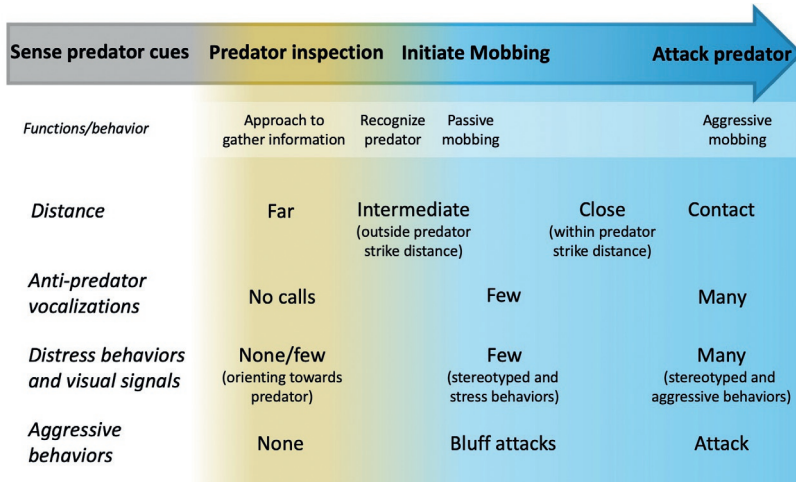 Sense predator cues Predator inspection Initiate Mobbing Attack predator
Functions/behavior
Approach to
gather information
Recognize
predator
Passive
mobbing
Aggressive
mobbing
Distance
Far
Intermediate
(outside predator
strike distance)
Close
(within predator
strike distance)
Contact
Anti-predator
vocalizations
No calls
Few
Many
Distress behaviors
and visual signals
None/few
(orienting towards
predator)
Few
(stereotyped and
stress behaviors)
Many
(stereotyped and
aggressive behaviors)
Aggressive
behaviors
None
Bluff attacks
Attack